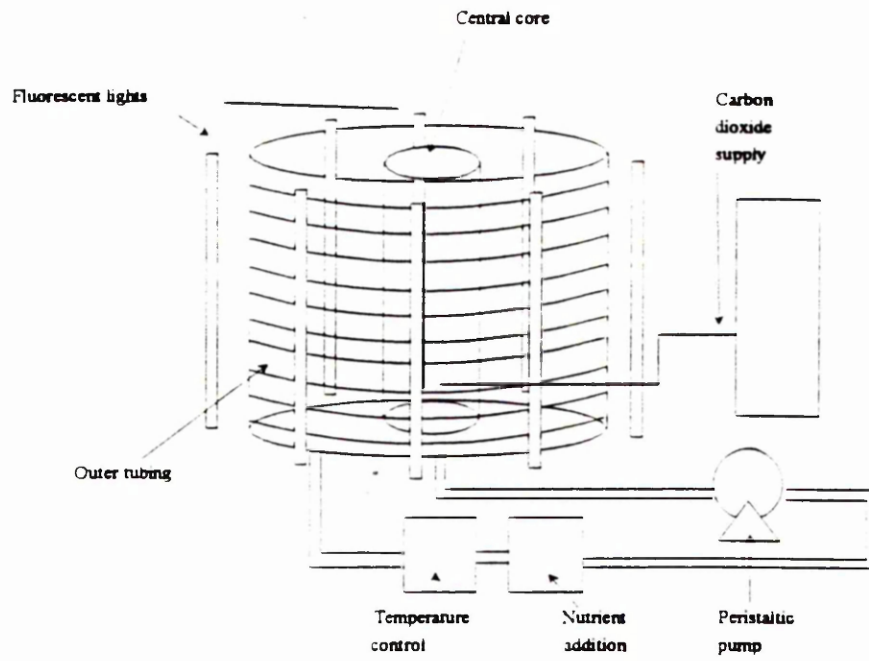 Central core
Fluorescent lights
Carbon
dioxide
supply
Outer tubing
Temperature
control
Nutrient
addition
Peristaltic
pump